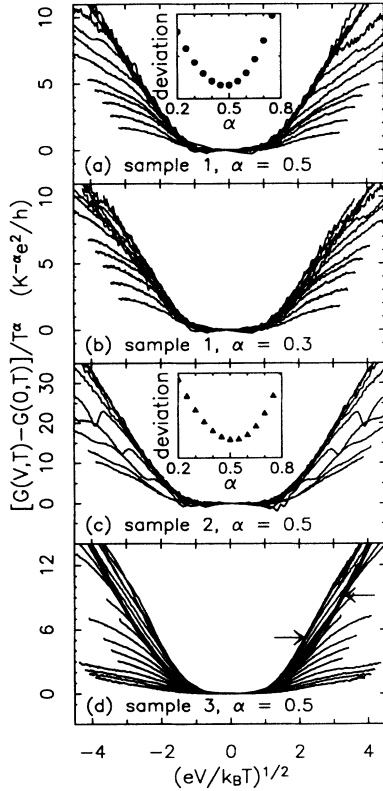 [G(V,T)−G(0,T)]/T^α (K^−α e^2/h)
10
5
0
deviation
0.2 0.5 0.8
α
(a) sample 1, α = 0.5
10
5
0
(b) sample 1, α = 0.3
30
20
10
0
deviation
0.2 0.5 0.8
α
(c) sample 2, α = 0.5
12
6
0
(d) sample 3, α = 0.5
−4 −2 0 2 4
(eV/k_BT)^1/2